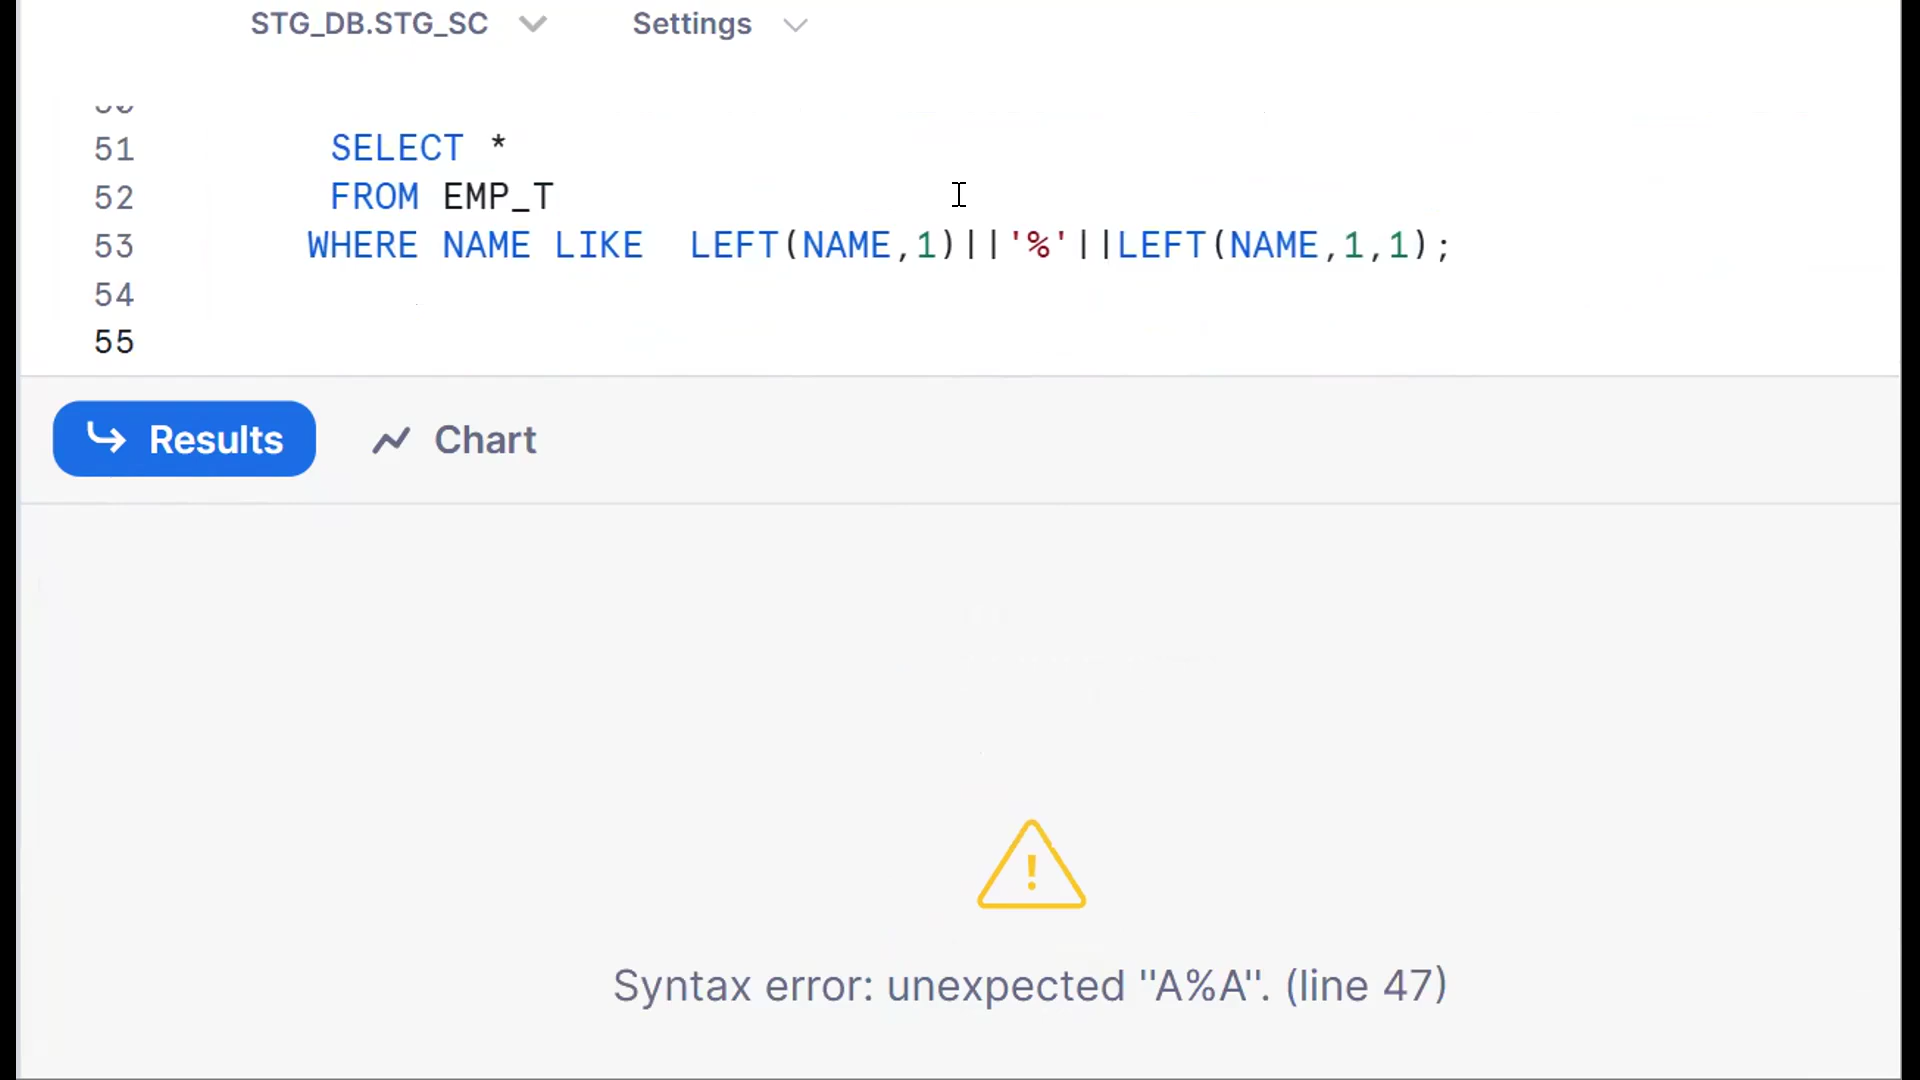 STG_DB.STG_SC Settings
51 SELECT *
52 FROM EMP_T
53 WHERE NAME LIKE  LEFT(NAME,1)||'%'||LEFT(NAME,1,1);
54
55
Results Chart
Syntax error: unexpected "A%A". (line 47)